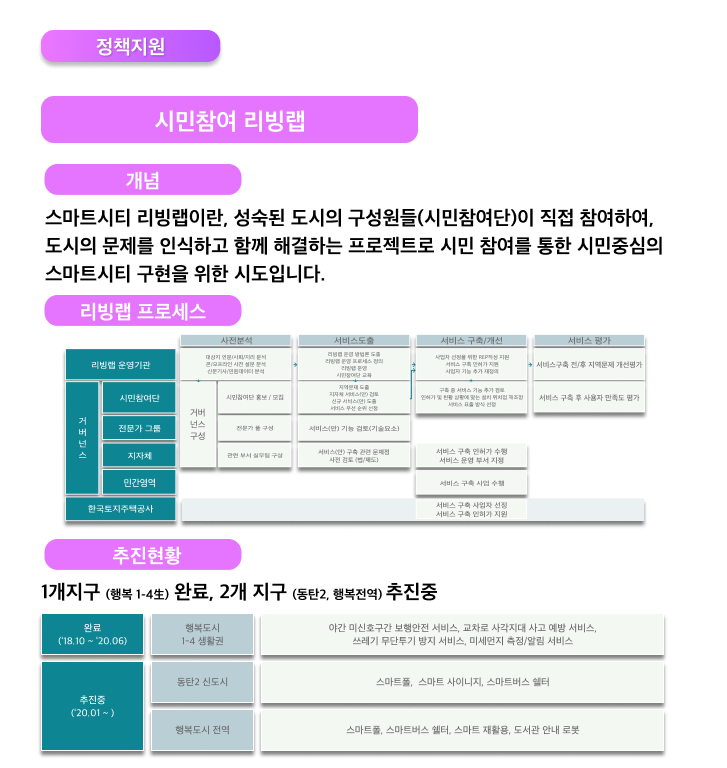 정책지원
시민참여 리빙랩
개념
스마트시티 리빙랩이란, 성숙된 도시의 구성원들(시민참여단)이 직접 참여하여,
도시의 문제를 인식하고 함께 해결하는 프로젝트로 시민 참여를 통한 시민중심의
스마트시티 구현을 위한 시도입니다.
리빙랩 프로세스
사전분석
서비스도출
서비스 구축/개선
서비스 평가
리빙랩 운영기관
대상지 인문/사회/지리 분석
온/오프라인 사전 설문 분석
신문기사/민원데이터 분석
리빙랩 운영 방법론 도출
리빙랩 운영 프로세스 정의
리빙랩 운영
시민참여단 교육
사업자 선정을 위한 RFP작성 지원
서비스 구축 인허가 지원
사업자 기능 추가 재정의
서비스구축 전/후 지역문제 개선평가
거버넌스
시민참여단
거버
넌스
구성
시민참여단 홍보 / 모집
지역문제 도출
지자체 서비스(안) 검토
신규 서비스(안) 도출
서비스 우선 순위 선정
구축 중 서비스 기능 추가 검토
인허가 및 현황 상황에 맞는 설치 위치점 재조정
서비스 표출 방식 선정
서비스 구축 후 사용자 만족도 평가
전문가 그룹
전문가 풀 구성
서비스(안) 기능 검토(기술요소)
지자체
관련 부서 실무팀 구성
서비스(안) 구축 관련 문제점
사전 검토 (법/제도)
서비스 구축 인허가 수행
서비스 운영 부서 지정
민간영역
서비스 구축 사업 수행
한국토지주택공사
서비스 구축 사업자 선정
서비스 구축 인허가 지원
추진현황
1개지구 (행복 1-4生) 완료, 2개 지구 (동탄2, 행복전역) 추진중
완료
('18.10 ~ '20.06)
행복도시
1-4 생활권
야간 미신호구간 보행안전 서비스, 교차로 사각지대 사고 예방 서비스,
쓰레기 무단투기 방지 서비스, 미세먼지 측정/알림 서비스
추진중
('20.01 ~ )
동탄2 신도시
스마트폴, 스마트 사이니지, 스마트버스 쉘터
행복도시 전역
스마트폴, 스마트버스 쉘터, 스마트 재활용, 도서관 안내 로봇